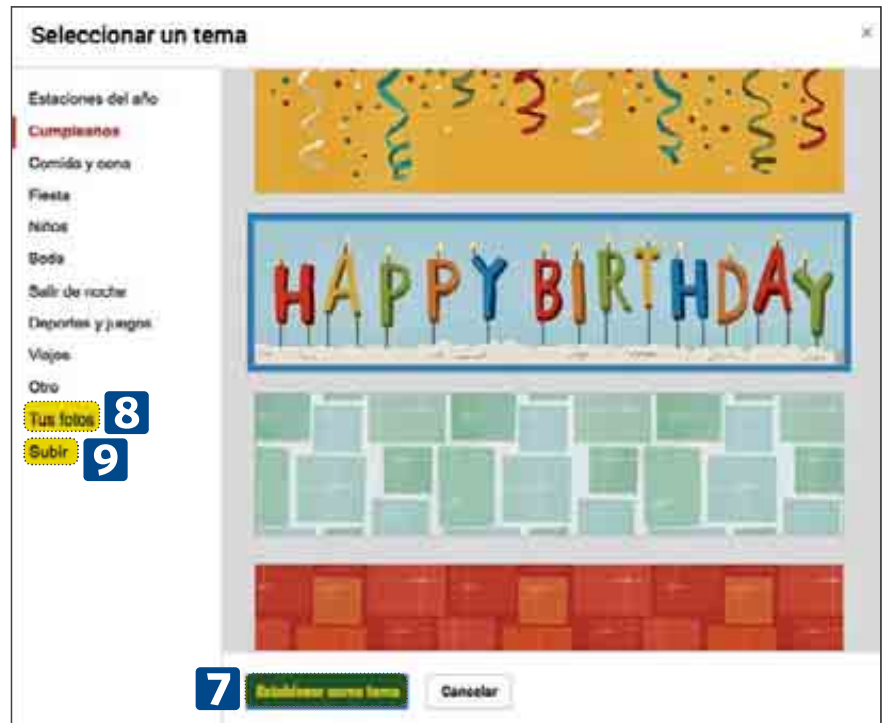 Seleccionar un tema
×
Estaciones del año
Cumpleaños
Comida y cena
Fiesta
Niños
Boda
Salir de noche
Deportes y juegos
Viajes
Otro
Tus fotos 8
Subir 9
HAPPY BIRTHDAY
7 Establecer como tema Cancelar